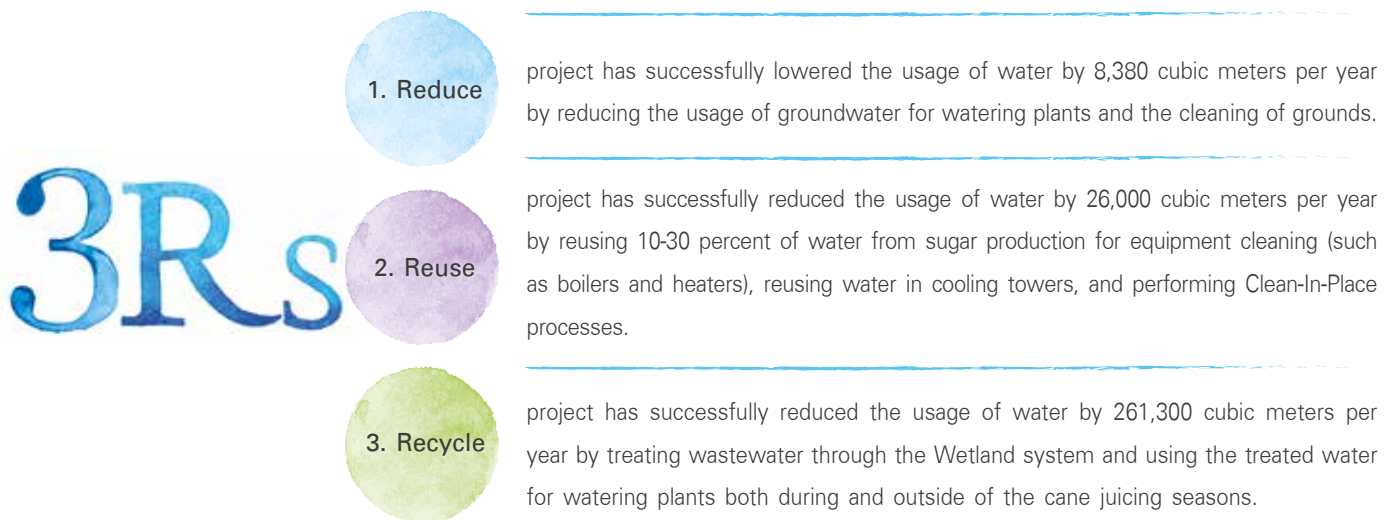 3Rs
1. Reduce
project has successfully lowered the usage of water by 8,380 cubic meters per year
by reducing the usage of groundwater for watering plants and the cleaning of grounds.
2. Reuse
project has successfully reduced the usage of water by 26,000 cubic meters per year
by reusing 10-30 percent of water from sugar production for equipment cleaning (such
as boilers and heaters), reusing water in cooling towers, and performing Clean-In-Place
processes.
3. Recycle
project has successfully reduced the usage of water by 261,300 cubic meters per
year by treating wastewater through the Wetland system and using the treated water
for watering plants both during and outside of the cane juicing seasons.